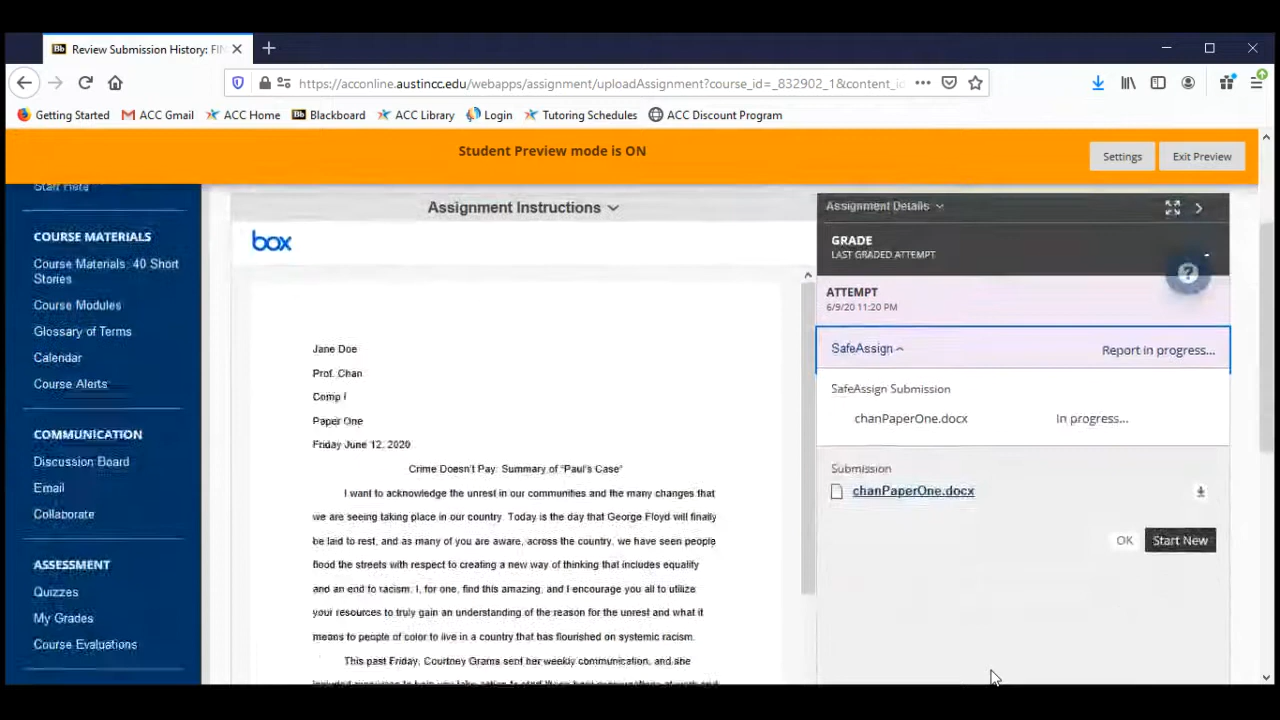 Bb Review Submission History: FIN
https://acconline.austincc.edu/webapps/assignment/uploadAssignment?course_id=_832902_1&content_id
Getting Started M ACC Gmail ACC Home Bb Blackboard ACC Library Login Tutoring Schedules ACC Discount Program
Student Preview mode is ON
Settings
Exit Preview
Start Here
COURSE MATERIALS
Course Materials: 40 Short
Stories
Course Modules
Glossary of Terms
Calendar
Course Alerts
COMMUNICATION
Discussion Board
Email
Collaborate
ASSESSMENT
Quizzes
My Grades
Course Evaluations
Assignment Instructions
box
Jane Doe
Prof. Chan
Comp I
Paper One
Friday June 12, 2020
Crime Doesn't Pay: Summary of "Paul's Case"
I want to acknowledge the unrest in our communities and the many changes that
we are seeing taking place in our country. Today is the day that George Floyd will finally
be laid to rest, and as many of you are aware, across the country, we have seen people
flood the streets with respect to creating a new way of thinking that includes equality
and an end to racism. I, for one, find this amazing, and I encourage you all to utilize
your resources to truly gain an understanding of the reason for the unrest and what it
means to people of color to live in a country that has flourished on systemic racism.
This past Friday, Courtney Grams sent her weekly communication, and she
Assignment Details
GRADE
LAST GRADED ATTEMPT
-
?
ATTEMPT
6/9/20 11:20 PM
SafeAssign
Report in progress...
SafeAssign Submission
chanPaperOne.docx In progress...
Submission
chanPaperOne.docx
OK Start New